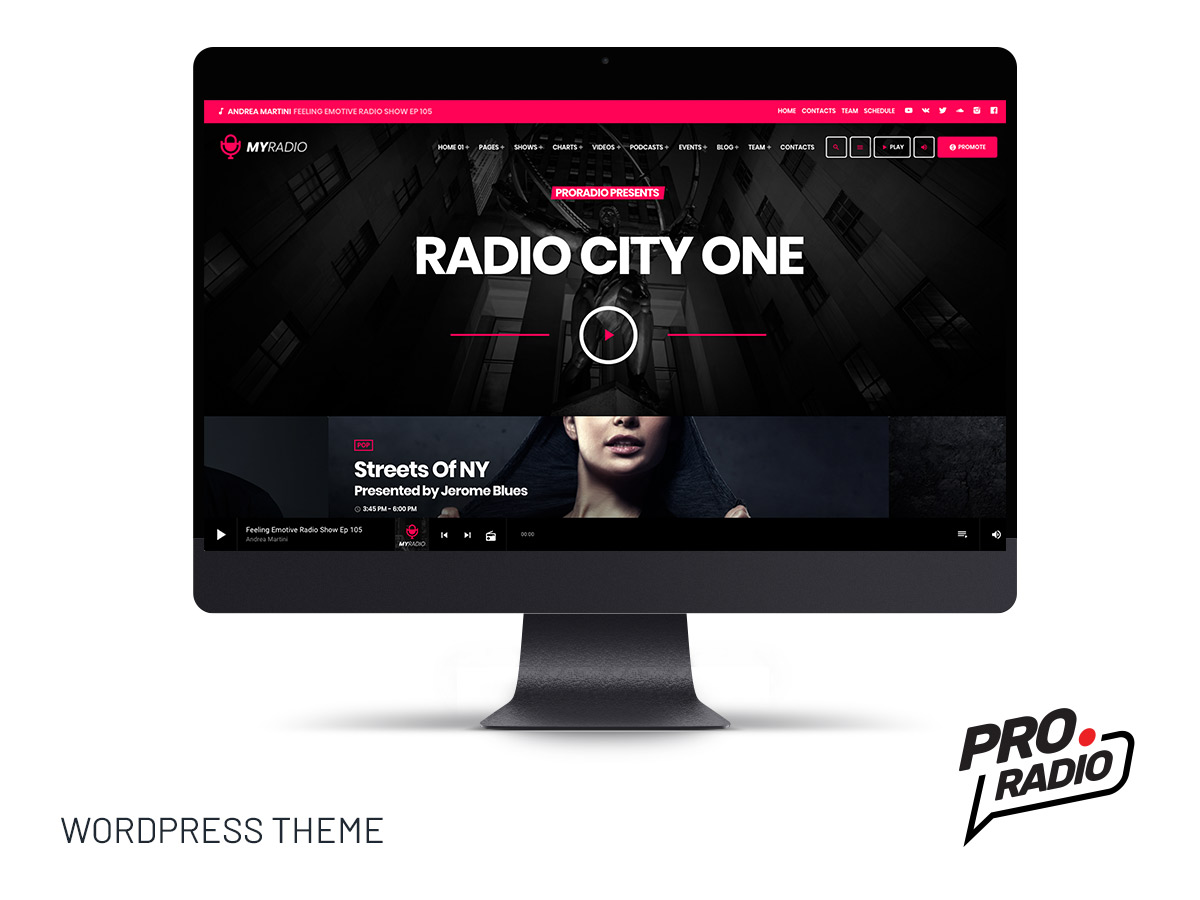 ANDREA MARTINI FEELING EMOTIVE RADIO SHOW EP 105
HOME CONTACTS TEAM SCHEDULE
MYRADIO
HOME 01+ PAGES+ SHOWS+ CHARTS+ VIDEOS+ PODCASTS+ EVENTS+ BLOG+ TEAM+ CONTACTS
PLAY
PROMOTE
PRORADIO PRESENTS
RADIO CITY ONE
POP
Streets Of NY
Presented by Jerome Blues
3:45 PM - 6:00 PM
Feeling Emotive Radio Show Ep 105
Andrea Martini
MYRADIO
00:00
PRO.
RADIO
WORDPRESS THEME